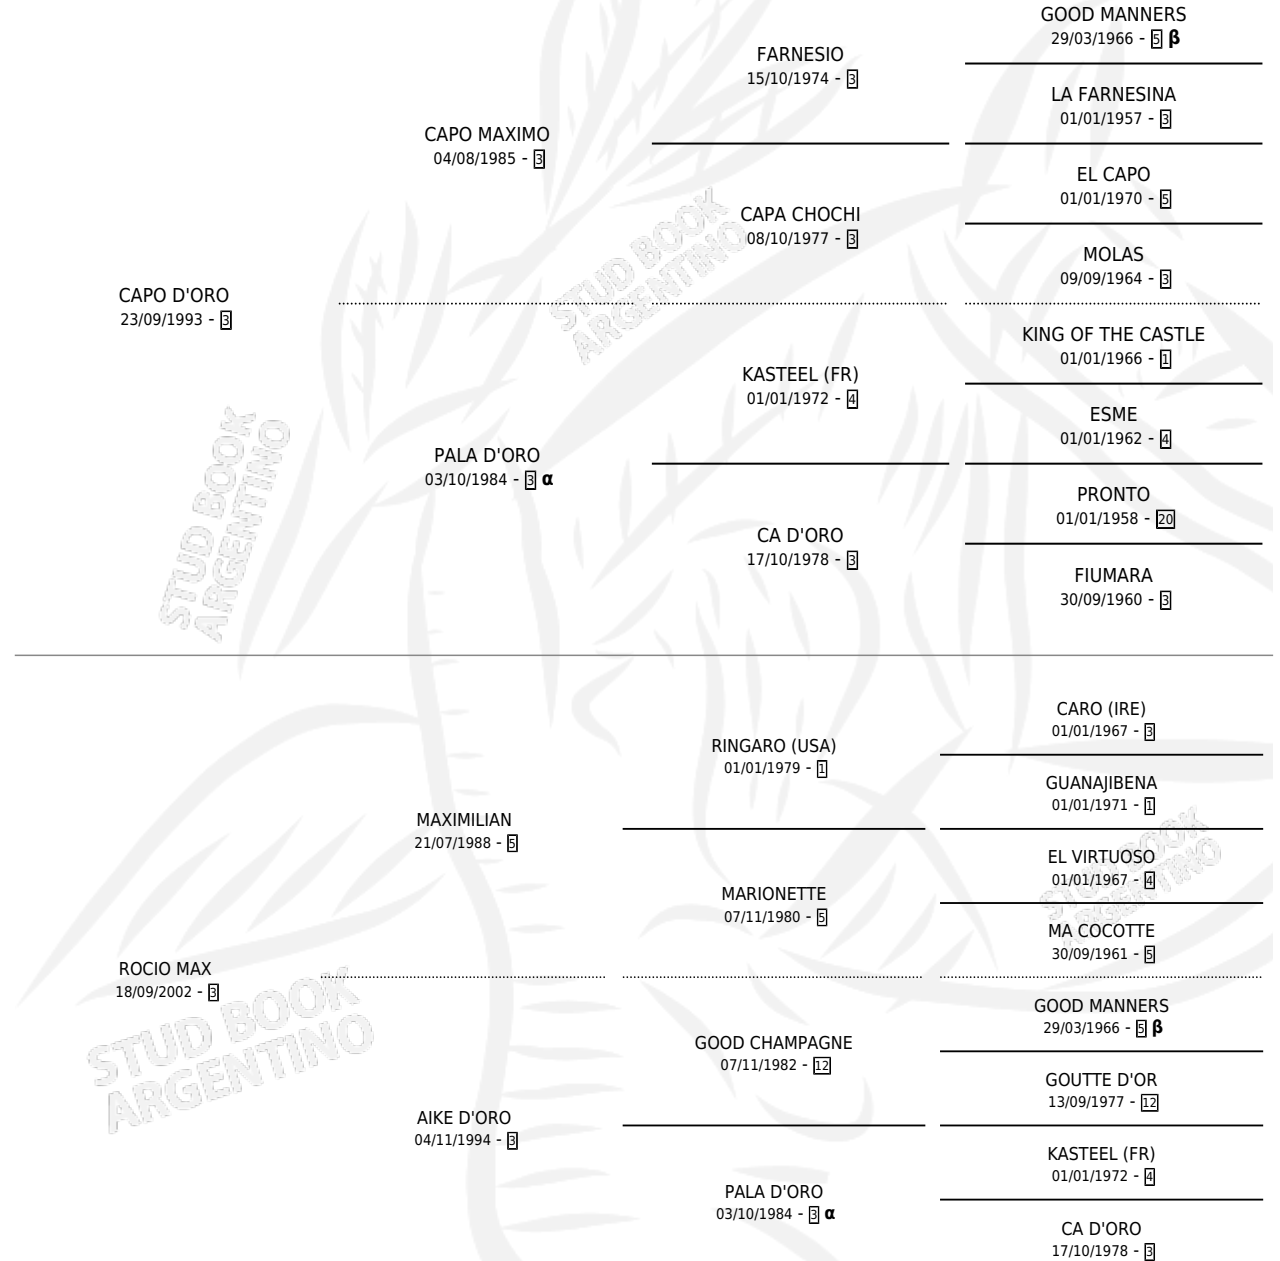 GOOD MANNERS
29/03/1966 - 5 β
FARNESIO
15/10/1974 - 3
LA FARNESINA
01/01/1957 - 3
CAPO MAXIMO
04/08/1985 - 3
EL CAPO
01/01/1970 - 5
CAPA CHOCHI
08/10/1977 - 3
MOLAS
09/09/1964 - 3
STUD BOOK
ARGENTINO
CAPO D'ORO
23/09/1993 - 3
KING OF THE CASTLE
01/01/1966 - 1
KASTEEL (FR)
01/01/1972 - 4
ESME
01/01/1962 - 4
PALA D'ORO
03/10/1984 - 3 α
PRONTO
01/01/1958 - 20
CA D'ORO
17/10/1978 - 3
FIUMARA
30/09/1960 - 3
STUD BOOK
ARGENTINO
CARO (IRE)
01/01/1967 - 3
RINGARO (USA)
01/01/1979 - 1
GUANAJIBENA
01/01/1971 - 1
MAXIMILIAN
21/07/1988 - 5
EL VIRTUOSO
01/01/1967 - 4
MARIONETTE
07/11/1980 - 5
MA COCOTTE
30/09/1961 - 5
STUD BOOK
ARGENTINO
ROCIO MAX
18/09/2002 - 3
GOOD MANNERS
29/03/1966 - 5 β
GOOD CHAMPAGNE
07/11/1982 - 12
GOUTTE D'OR
13/09/1977 - 12
AIKE D'ORO
04/11/1994 - 3
KASTEEL (FR)
01/01/1972 - 4
PALA D'ORO
03/10/1984 - 3 α
CA D'ORO
17/10/1978 - 3
STUD BOOK
ARGENTINO